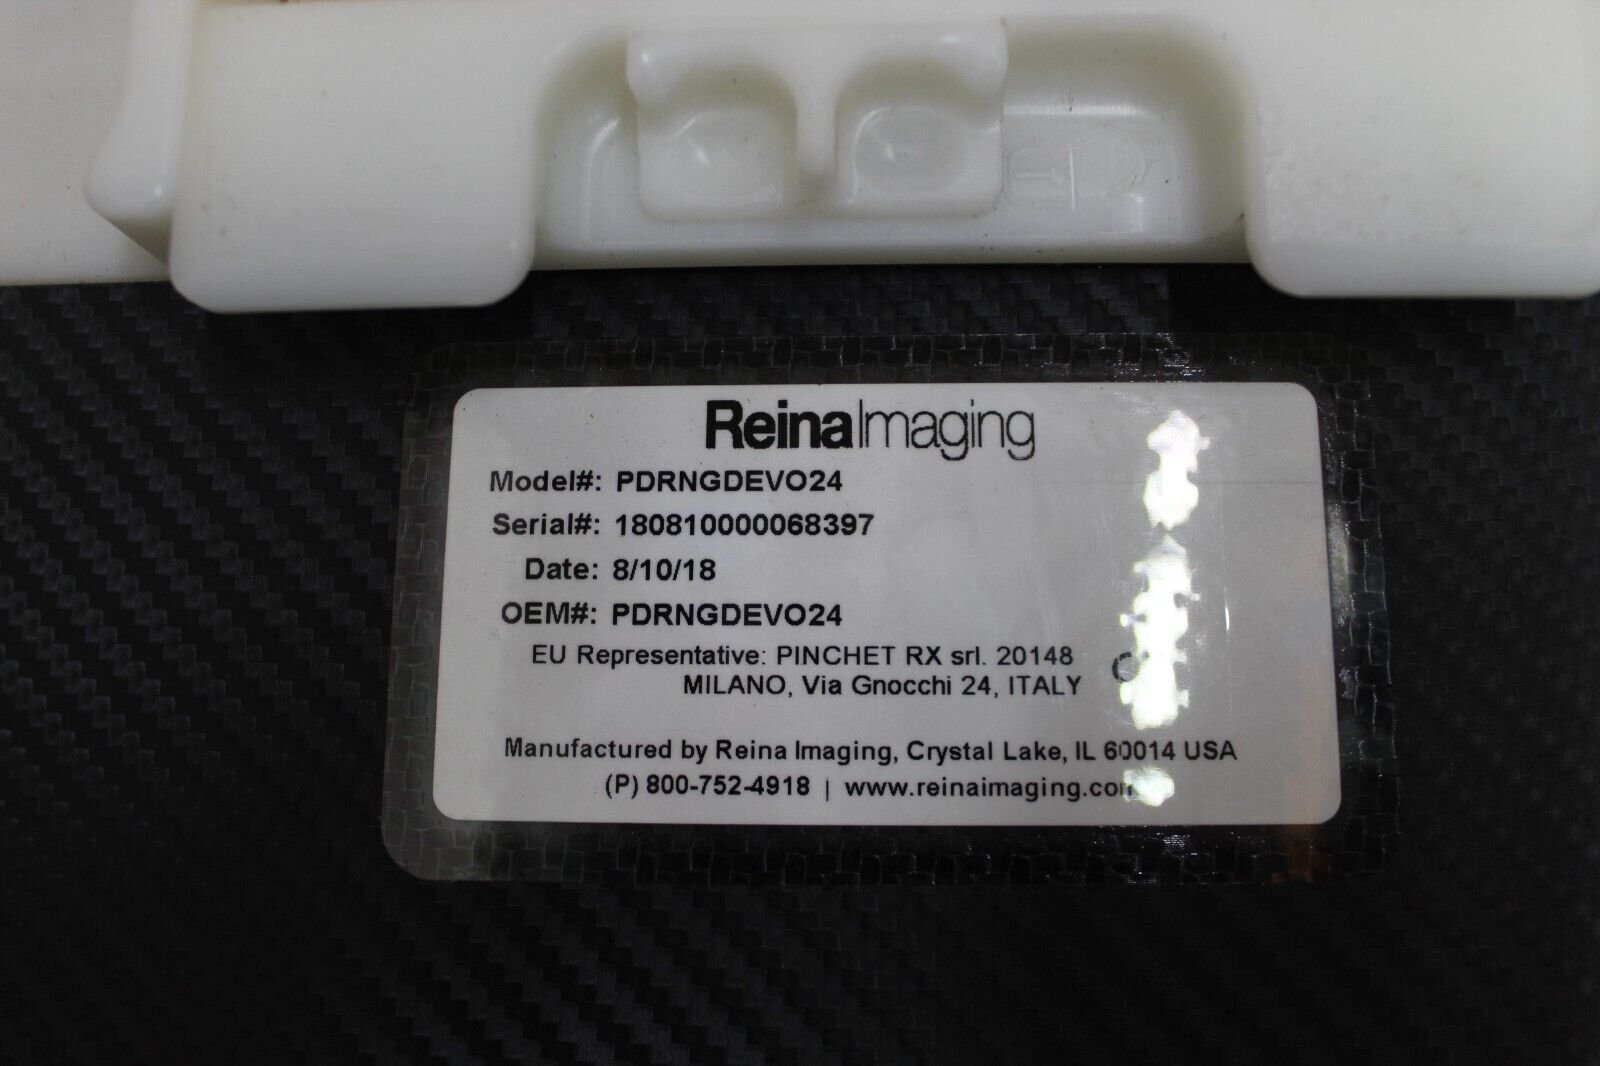 ReinaImaging
Model#: PDRNGDEVO24
Serial#: 180810000068397
Date: 8/10/18
OEM#: PDRNGDEVO24
EU Representative: PINCHET RX srl. 20148
MILANO, Via Gnocchi 24, ITALY
Manufactured by Reina Imaging, Crystal Lake, IL 60014 USA
(P) 800-752-4918 | www.reinaimaging.com